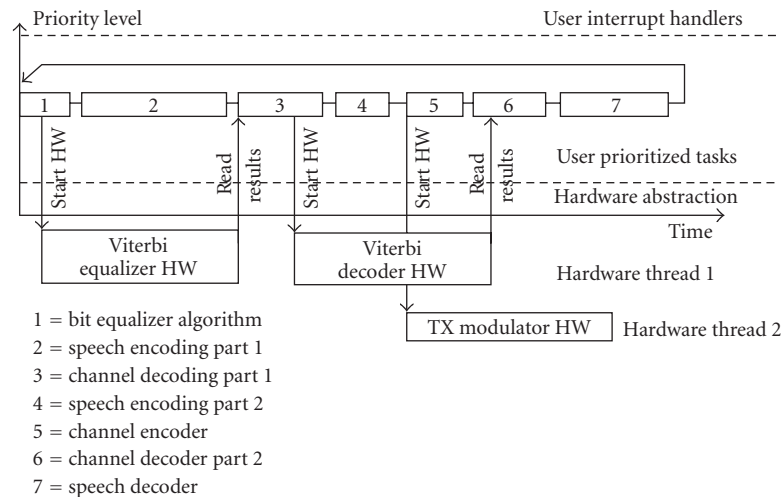 Priority level
User interrupt handlers
1
2
3
4
5
6
7
Start HW
Read
results
Start HW
Start HW
Read
results
User prioritized tasks
Hardware abstraction
Time
Viterbi
equalizer HW
Viterbi
decoder HW
Hardware thread 1
TX modulator HW
Hardware thread 2
1 = bit equalizer algorithm
2 = speech encoding part 1
3 = channel decoding part 1
4 = speech encoding part 2
5 = channel encoder
6 = channel decoder part 2
7 = speech decoder